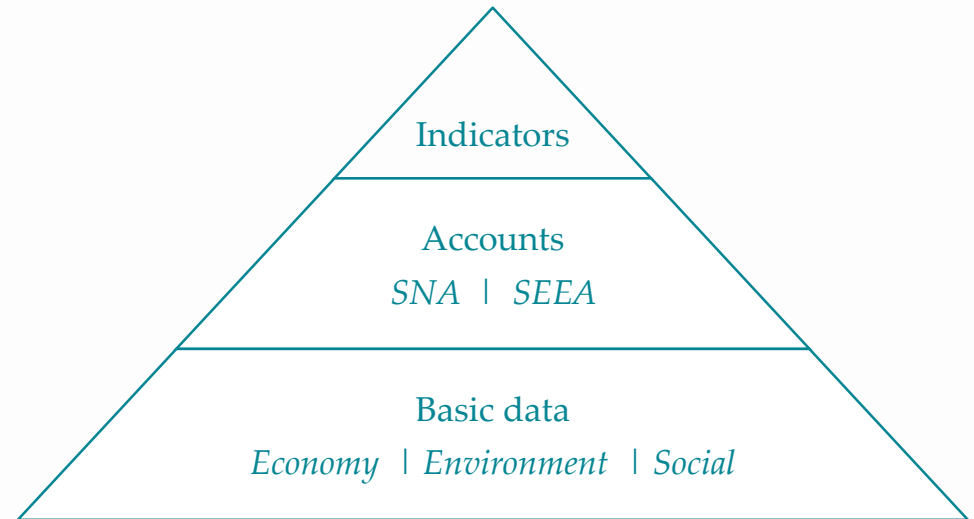 Indicators
Accounts
SNA | SEEA
Basic data
Economy | Environment | Social